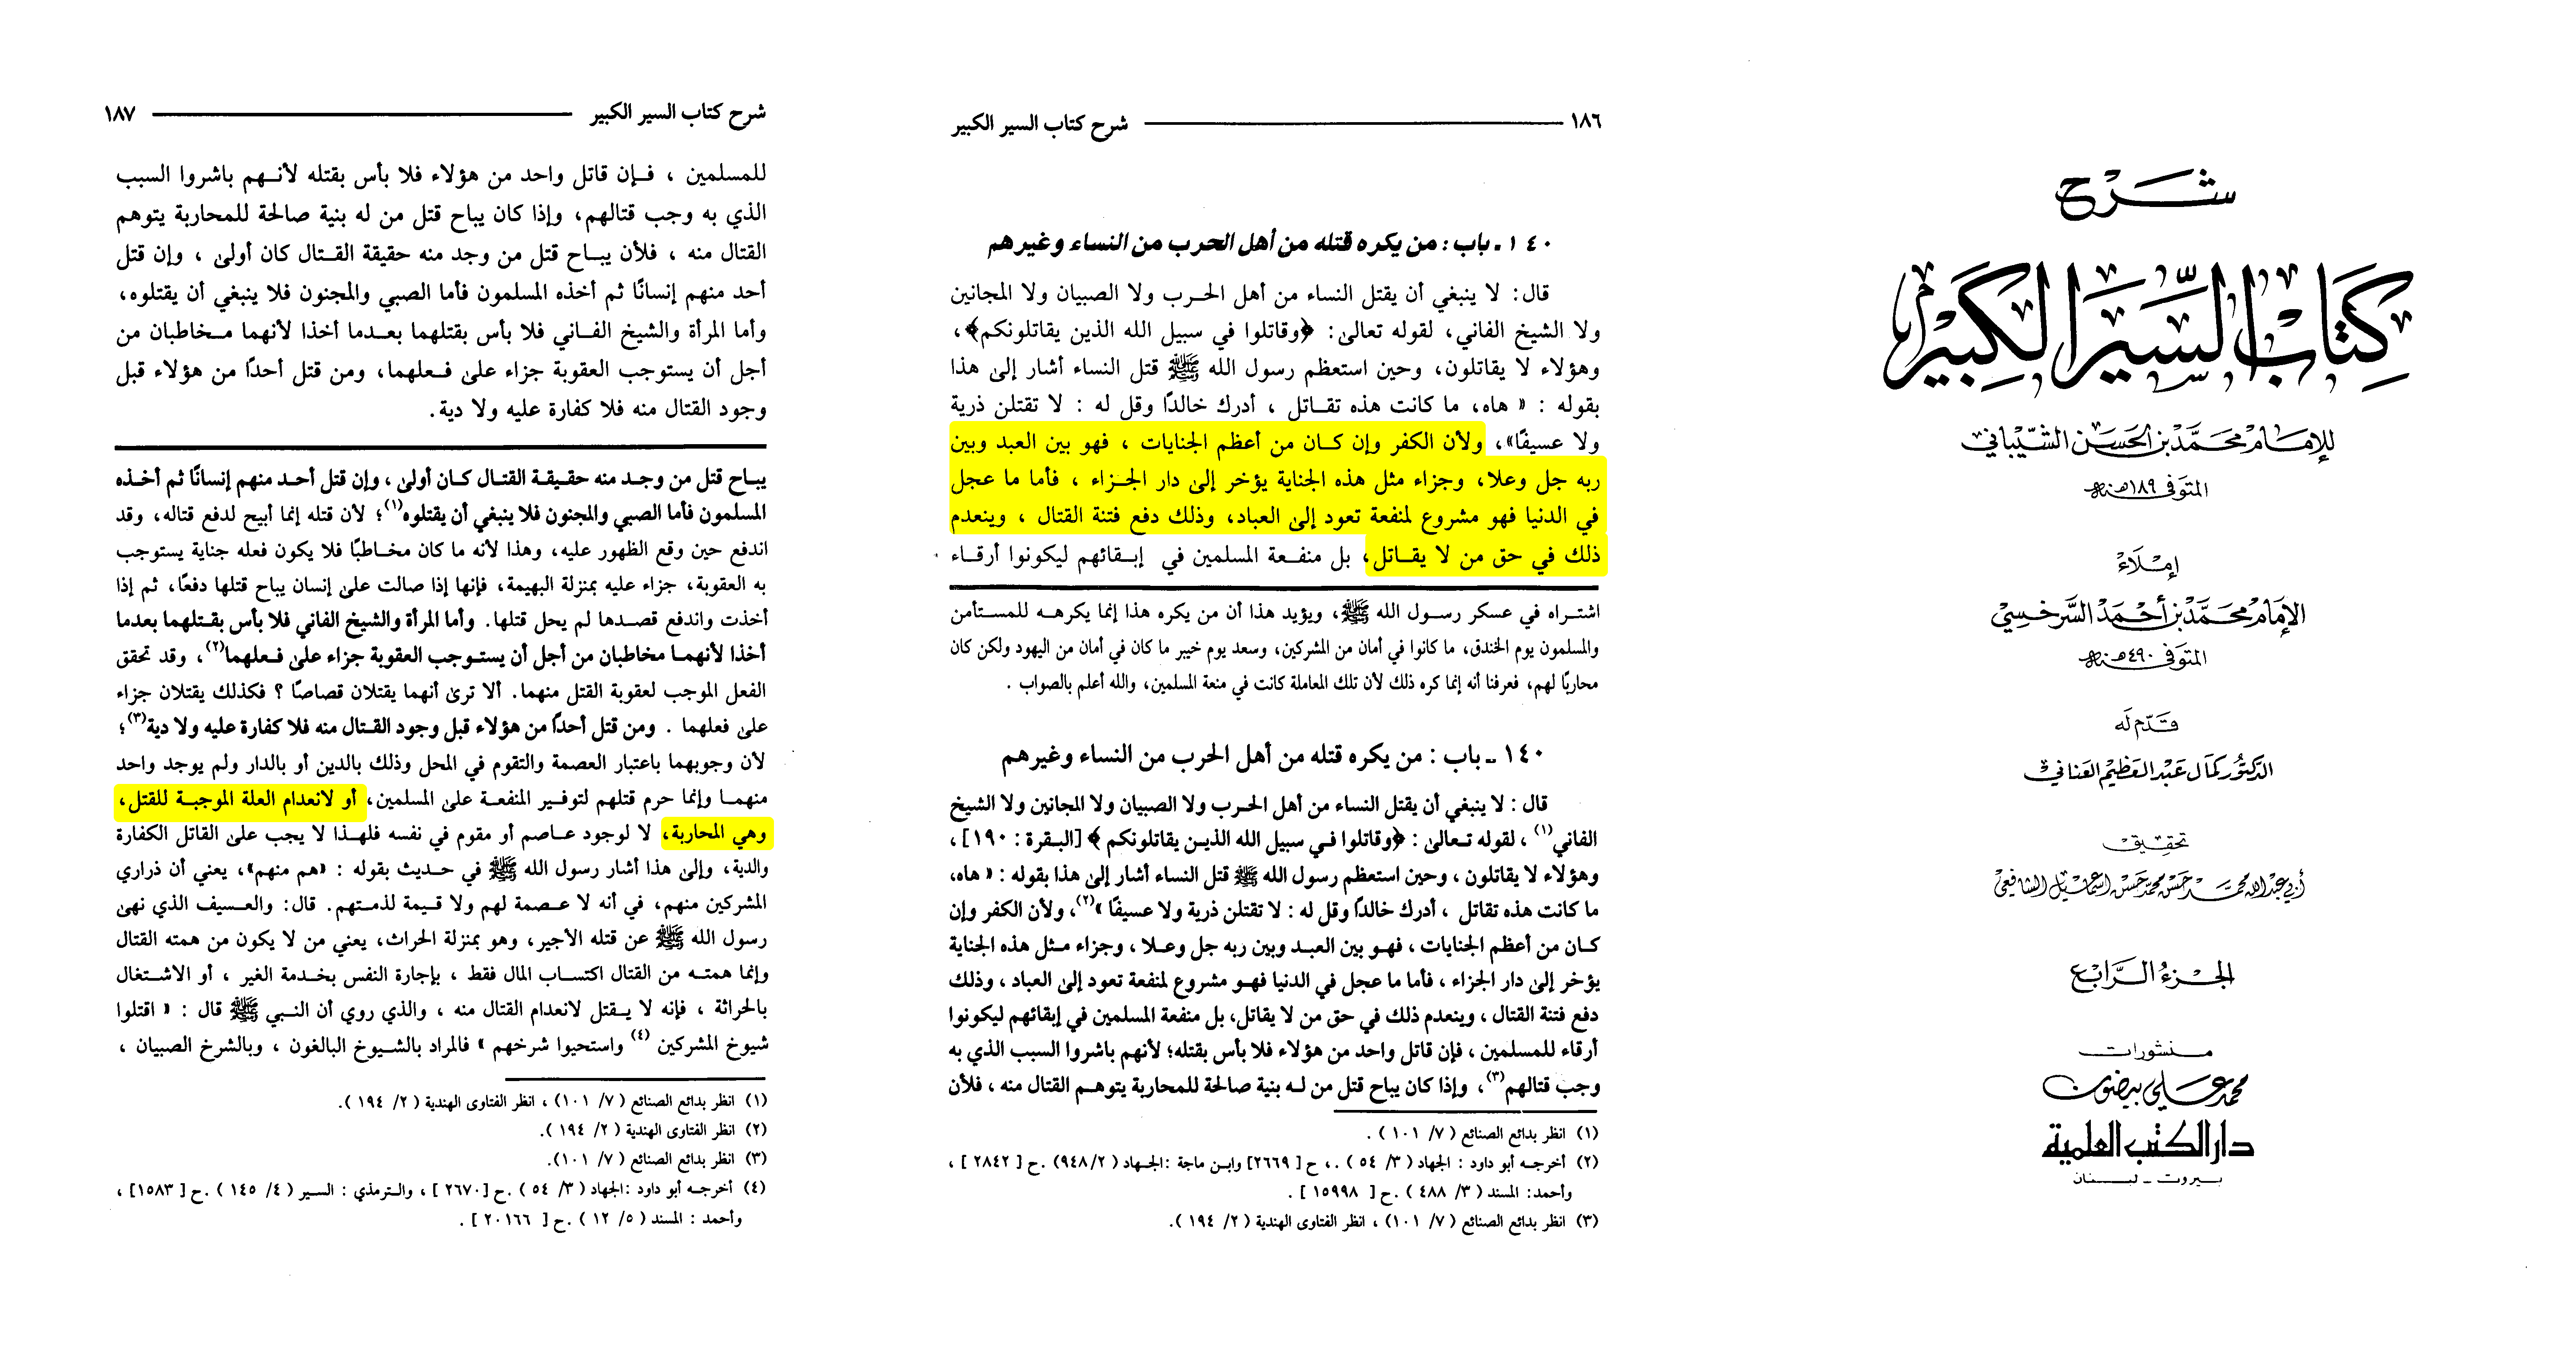 شرح
كتاب السير الكبير
للإمام محمد بن الحسن الشيباني
المتوفى ١٨٩ هـ سنة
إملاء
الإمام محمد بن أحمد السرخسي
المتوفى ٤٩٠ هـ سنة
قدم له
الدكتور كمال عبد العظيم العناني
تحقيق
أبي عبد الله محمد حسن محمد حسن إسماعيل الشافعي
الجزء الرابع
منشورات
محمد علي بيضون
دار الكتب العلمية
بيروت - لبنان
١٨٦ شرح كتاب السير الكبير
١٤٠ - باب : من يكره قتله من أهل الحرب من النساء وغيرهم
قال: لا ينبغي أن يقتل النساء من أهل الحرب ولا الصبيان ولا المجانين
ولا الشيخ الفاني، لقوله تعالى: ﴿وقاتلوا في سبيل الله الذين يقاتلونكم﴾،
وهؤلاء لا يقاتلون، وحين استعظم رسول الله ﷺ قتل النساء أشار إلى هذا
بقوله : « هاه، ما كانت هذه تقاتل ، أدرك خالدًا وقل له : لا تقتلن ذرية
ولا عسيفًا»، ولأن الكفر وإن كان من أعظم الجنايات ، فهو بين العبد وبين
ربه جل وعلا، وجزاء مثل هذه الجناية يؤخر إلى دار الجزاء ، فأما ما عجل
في الدنيا فهو مشروع لمنفعة تعود إلى العباد، وذلك دفع فتنة القتال ، وينعدم
ذلك في حق من لا يقاتل، بل منفعة المسلمين في إبقائهم ليكونوا أرقاء
اشتراه في عسكر رسول الله ﷺ، ويؤيد هذا أن من يكره هذا إنما يكرهه للمستأمن
والمسلمون يوم الخندق، ما كانوا في أمان من المشركين، وسعد يوم خيبر ما كان في أمان من اليهود ولكن كان
محاربًا لهم، فعرفنا أنه إنما كره ذلك لأن تلك المعاملة كانت في منعة المسلمين، والله أعلم بالصواب .
١٤٠ - باب : من يكره قتله من أهل الحرب من النساء وغيرهم
قال : لا ينبغي أن يقتل النساء من أهل الحرب ولا الصبيان ولا المجانين ولا الشيخ
الفاني(١) ، لقوله تعالى : ﴿وقاتلوا في سبيل الله الذين يقاتلونكم ﴾ [البقرة : ١٩٠] ،
وهؤلاء لا يقاتلون ، وحين استعظم رسول الله ﷺ قتل النساء أشار إلى هذا بقوله : « هاه،
ما كانت هذه تقاتل ، أدرك خالدًا وقل له : لا تقتلن ذرية ولا عسيفًا »(٢)، ولأن الكفر وإن
كان من أعظم الجنايات ، فهو بين العبد وبين ربه جل وعلا ، وجزاء مثل هذه الجناية
يؤخر إلى دار الجزاء ، فأما ما عجل في الدنيا فهو مشروع لمنفعة تعود إلى العباد ، وذلك
دفع فتنة القتال ، وينعدم ذلك في حق من لا يقاتل، بل منفعة المسلمين في إبقائهم ليكونوا
أرقاء للمسلمين ، فإن قاتل واحد من هؤلاء فلا بأس بقتله؛ لأنهم باشروا السبب الذي به
وجب قتالهم(٣)، وإذا كان يباح قتل من له بنية صالحة للمحاربة يتوهم القتال منه ، فلأن
(١) انظر بدائع الصنائع ( ٧/ ١٠١ ) .
(٢) أخرجه أبو داود : الجهاد ( ٣/ ٥٤ ) .، ح [ ٢٦٦٩] وابن ماجة :الجهاد ( ٢/ ٩٤٨) .ح [ ٢٨٤٢ ] ،
وأحمد: المسند ( ٣/ ٤٨٨ ) .ح [ ١٥٩٩٨ ] .
(٣) انظر بدائع الصنائع ( ٧/ ١٠١) ، انظر الفتاوى الهندية ( ٢/ ١٩٤ ).
شرح كتاب السير الكبير ١٨٧
للمسلمين ، فإن قاتل واحد من هؤلاء فلا بأس بقتله لأنهم باشروا السبب
الذي به وجب قتالهم، وإذا كان يباح قتل من له بنية صالحة للمحاربة يتوهم
القتال منه ، فلأن يباح قتل من وجد منه حقيقة القتال كان أولى ، وإن قتل
أحد منهم إنسانًا ثم أخذه المسلمون فأما الصبي والمجنون فلا ينبغي أن يقتلوه،
وأما المرأة والشيخ الفاني فلا بأس بقتلهما بعدما أخذا لأنهما مخاطبان من
أجل أن يستوجب العقوبة جزاء على فعلهما، ومن قتل أحدًا من هؤلاء قبل
وجود القتال منه فلا كفارة عليه ولا دية.
يباح قتل من وجد منه حقيقة القتال كان أولى ، وإن قتل أحد منهم إنسانًا ثم أخذه
المسلمون فأما الصبي والمجنون فلا ينبغي أن يقتلوه(١)؛ لأن قتله إنما أبيح لدفع قتاله، وقد
اندفع حين وقع الظهور عليه، وهذا لأنه ما كان مخاطبًا فلا يكون فعله جناية يستوجب
به العقوبة، جزاء عليه بمنزلة البهيمة، فإنها إذا صالت على إنسان يباح قتلها دفعًا، ثم إذا
أخذت واندفع قصدها لم يحل قتلها. وأما المرأة والشيخ الفاني فلا بأس بقتلهما بعدما
أخذا لأنهما مخاطبان من أجل أن يستوجب العقوبة جزاء على فعلهما(٢)، وقد تحقق
الفعل الموجب لعقوبة القتل منهما. ألا ترى أنهما يقتلان قصاصًا ؟ فكذلك يقتلان جزاء
على فعلهما . ومن قتل أحدًا من هؤلاء قبل وجود القتال منه فلا كفارة عليه ولا دية(٣)؛
لأن وجوبهما باعتبار العصمة والتقوم في المحل وذلك بالدين أو بالدار ولم يوجد واحد
منهما وإنما حرم قتلهم لتوفير المنفعة على المسلمين، أو لانعدام العلة الموجبة للقتل،
وهي المحاربة، لا لوجود عاصم أو مقوم في نفسه فلهذا لا يجب على القاتل الكفارة
والدية، وإلى هذا أشار رسول الله ﷺ في حديث بقوله : «هم منهم»، يعني أن ذراري
المشركين منهم، في أنه لا عصمة لهم ولا قيمة لذمتهم. قال: والعسيف الذي نهى
رسول الله ﷺ عن قتله الأجير، وهو بمنزلة الحراث، يعني من لا يكون من همته القتال
وإنما همته من القتال اكتساب المال فقط ، بإجارة النفس بخدمة الغير ، أو الاشتغال
بالحراثة ، فإنه لا يقتل لانعدام القتال منه ، والذي روي أن النبي ﷺ قال : « اقتلوا
شيوخ المشركين (٤) واستحيوا شرخهم » فالمراد بالشيوخ البالغون ، وبالشرخ الصبيان ،
(١) انظر بدائع الصنائع ( ٧/ ١٠١) ، انظر الفتاوى الهندية ( ٢/ ١٩٤ ).
(٢) انظر الفتاوى الهندية ( ٢/ ١٩٤ ).
(٣) انظر بدائع الصنائع ( ٧/ ١٠١).
(٤) أخرجه أبو داود :الجهاد ( ٣/ ٥٤ ) .ح [ ٢٦٧٠] ، والترمذي : السير ( ٤/ ١٤٥ ) .ح [ ١٥٨٣] ،
وأحمد : المسند ( ٥/ ١٢ ) .ح [ ٢٠١٦٦ ] .